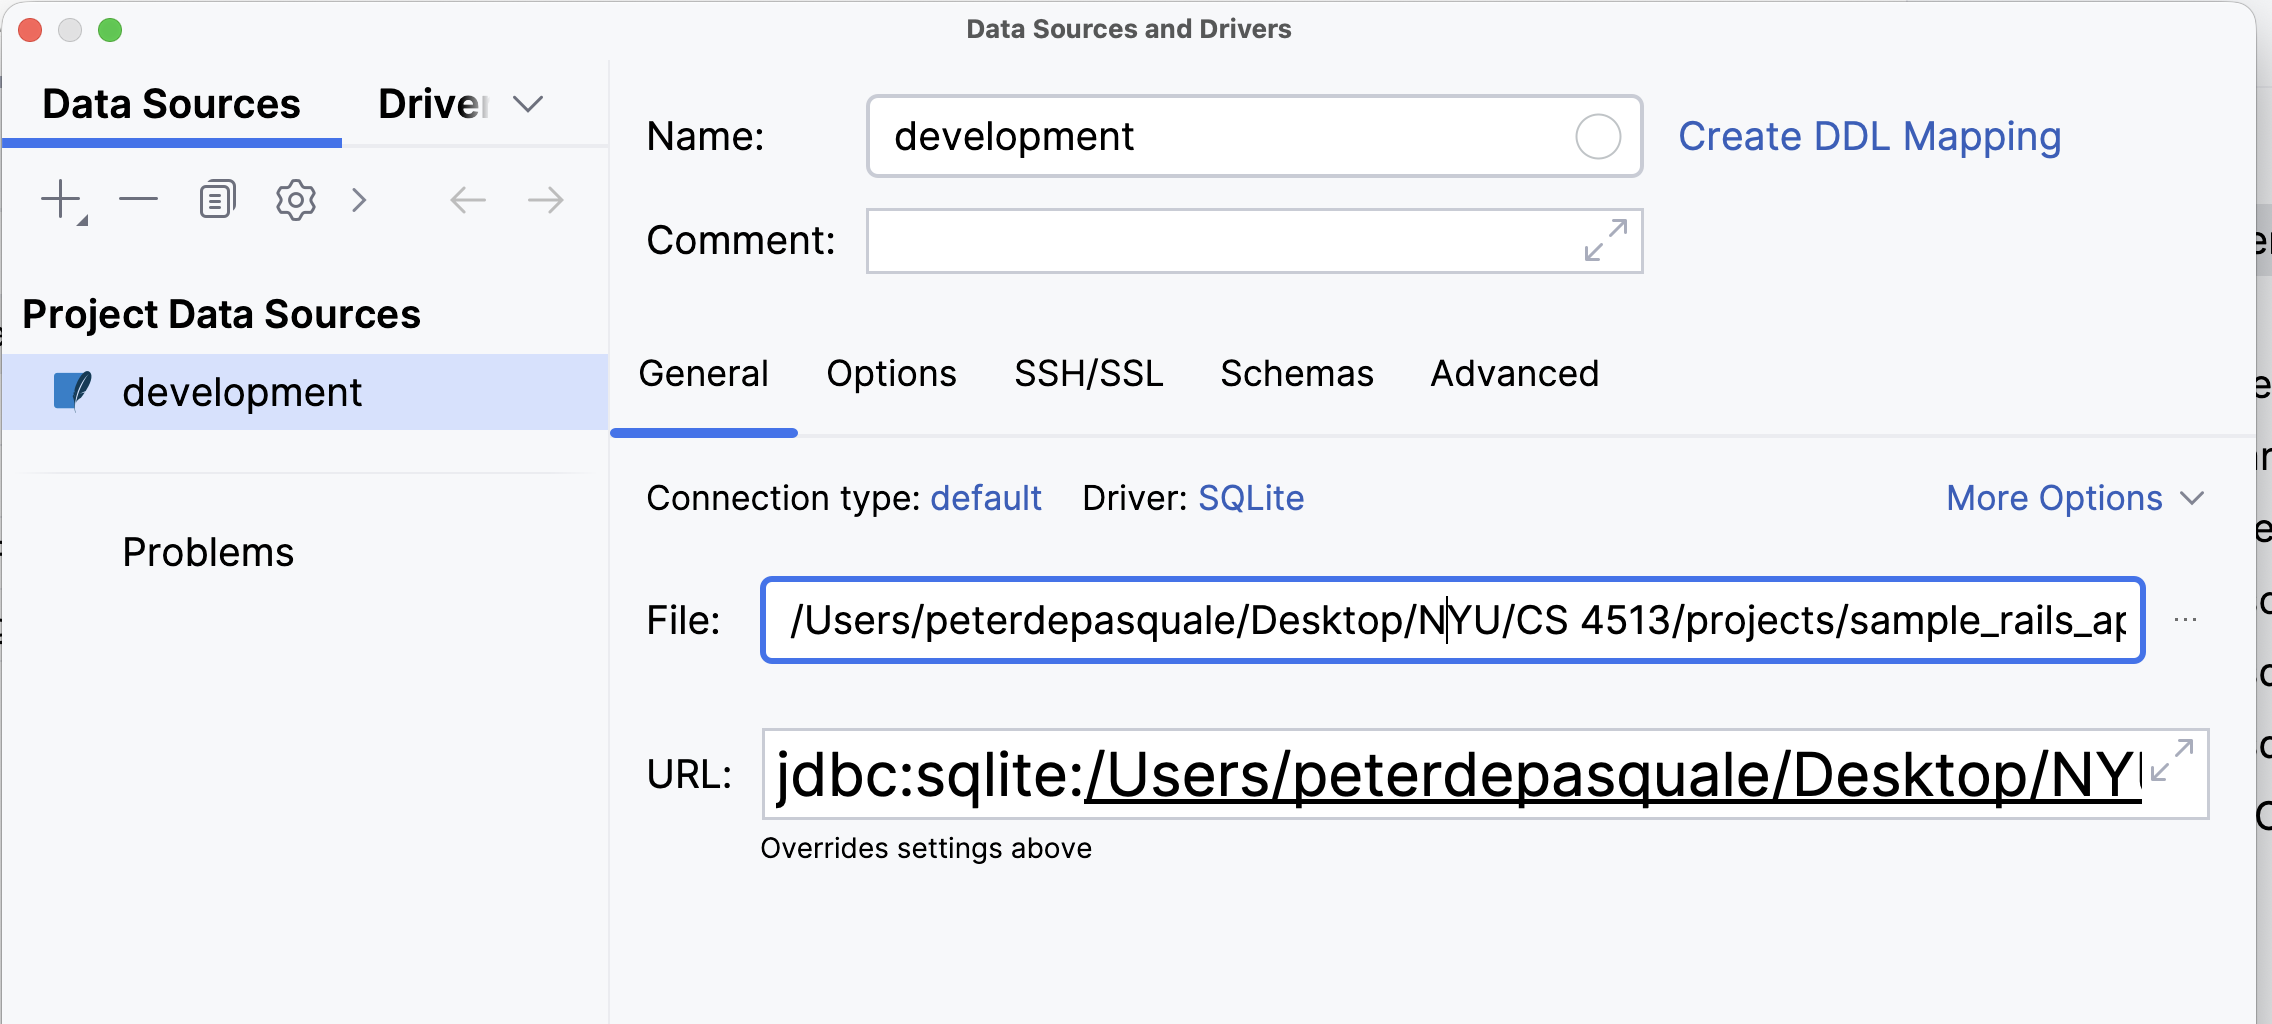 Data Sources and Drivers
Data Sources Driver
Name: development Create DDL Mapping
Comment:
Project Data Sources
development
General Options SSH/SSL Schemas Advanced
Connection type: default Driver: SQLite More Options
Problems
File: /Users/peterdepasquale/Desktop/NYU/CS 4513/projects/sample_rails_ap
URL: jdbc:sqlite:/Users/peterdepasquale/Desktop/NYU
Overrides settings above